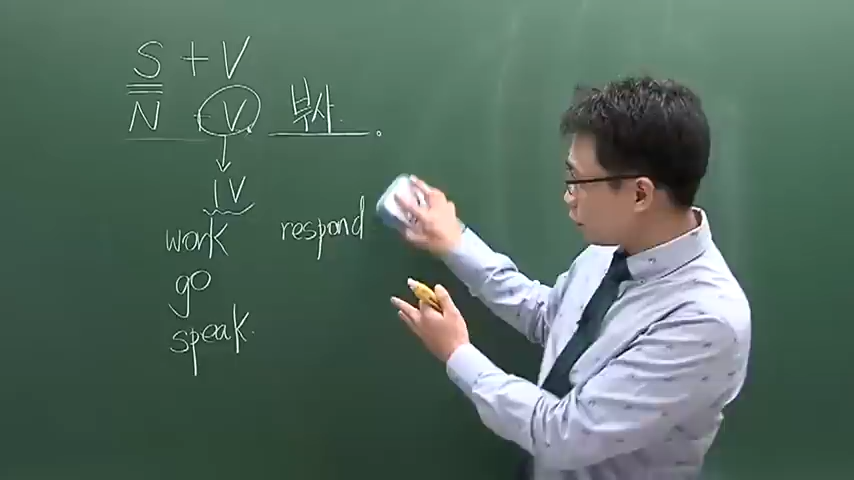 S + V
N V 부사.
IV
work respond
go
speak.